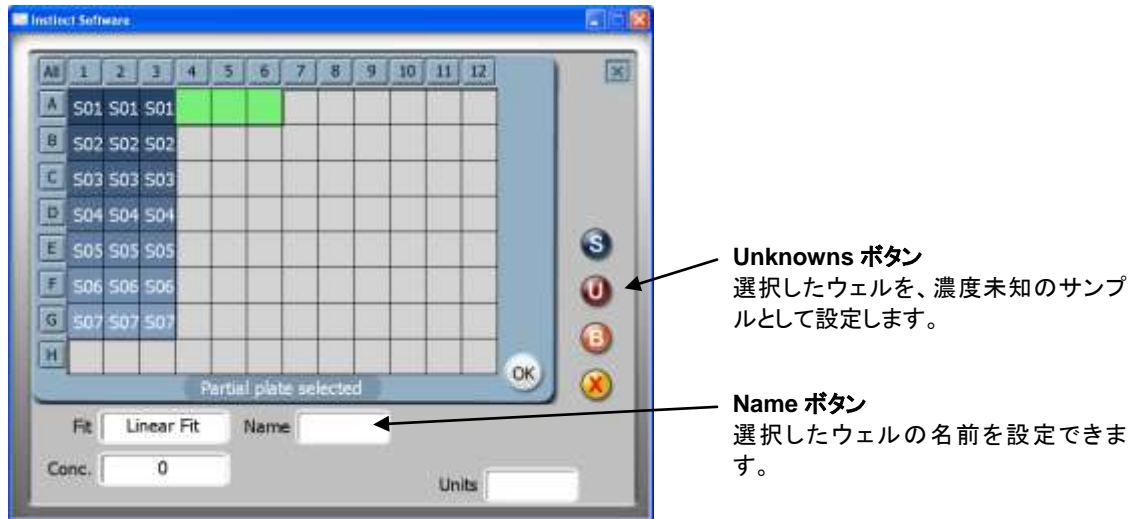 Instinct Software
All 1 2 3 4 5 6 7 8 9 10 11 12
A S01 S01 S01
B S02 S02 S02
C S03 S03 S03
D S04 S04 S04
E S05 S05 S05
F S06 S06 S06
G S07 S07 S07
H
Partial plate selected
OK
S
U
B
X
Fit Linear Fit Name
Conc. 0
Units
Unknowns ボタン
選択したウェルを、濃度未知のサンプ
ルとして設定します。
Name ボタン
選択したウェルの名前を設定できま
す。